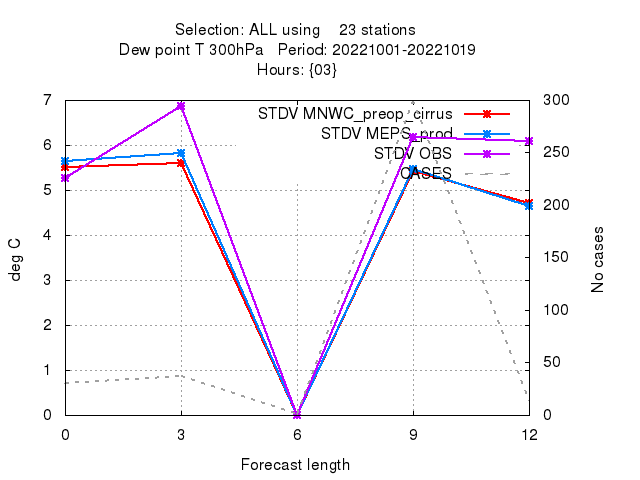 Selection: ALL using    23 stations
Dew point T 300hPa   Period: 20221001-20221019
Hours: {03}
7
6
5
4
3
2
1
0
deg C
STDV MNWC_preop_cirrus
STDV MEPS_prod
STDV OBS
CASES
300
250
200
150
100
50
0
No cases
0 3 6 9 12
Forecast length